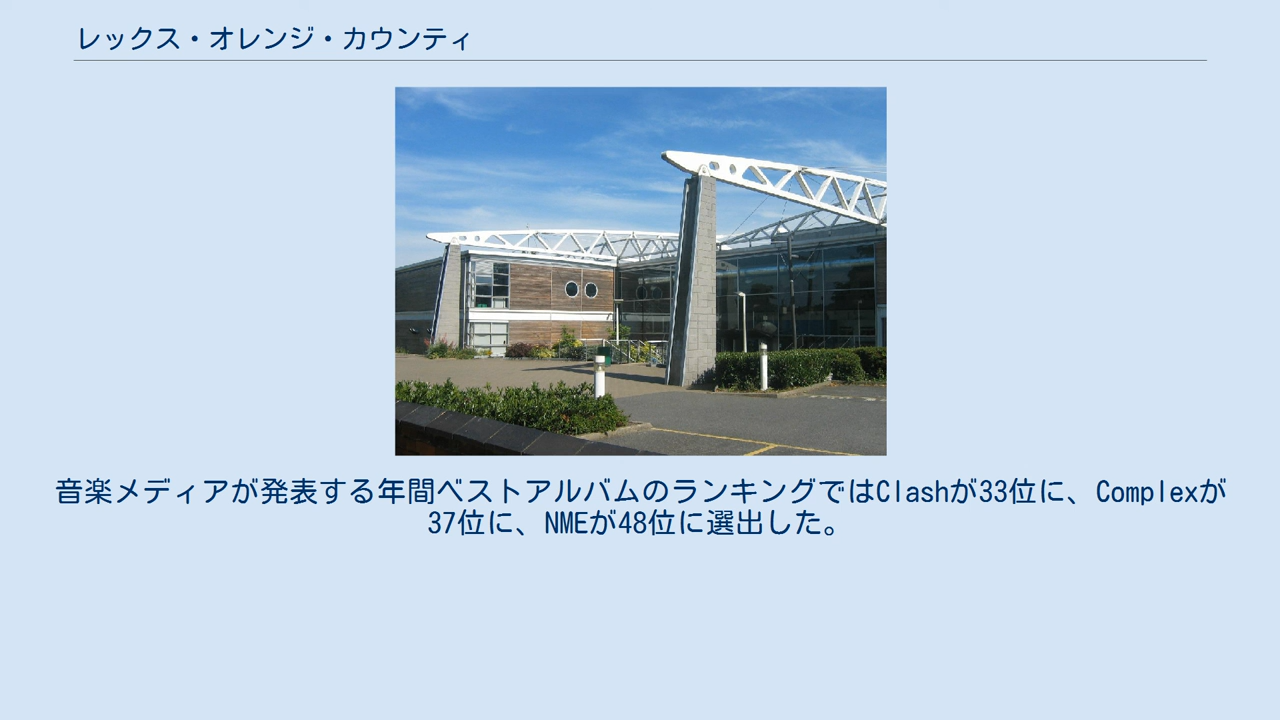 レックス・オレンジ・カウンティ
音楽メディアが発表する年間ベストアルバムのランキングではClashが33位に、Complexが
37位に、NMEが48位に選出した。